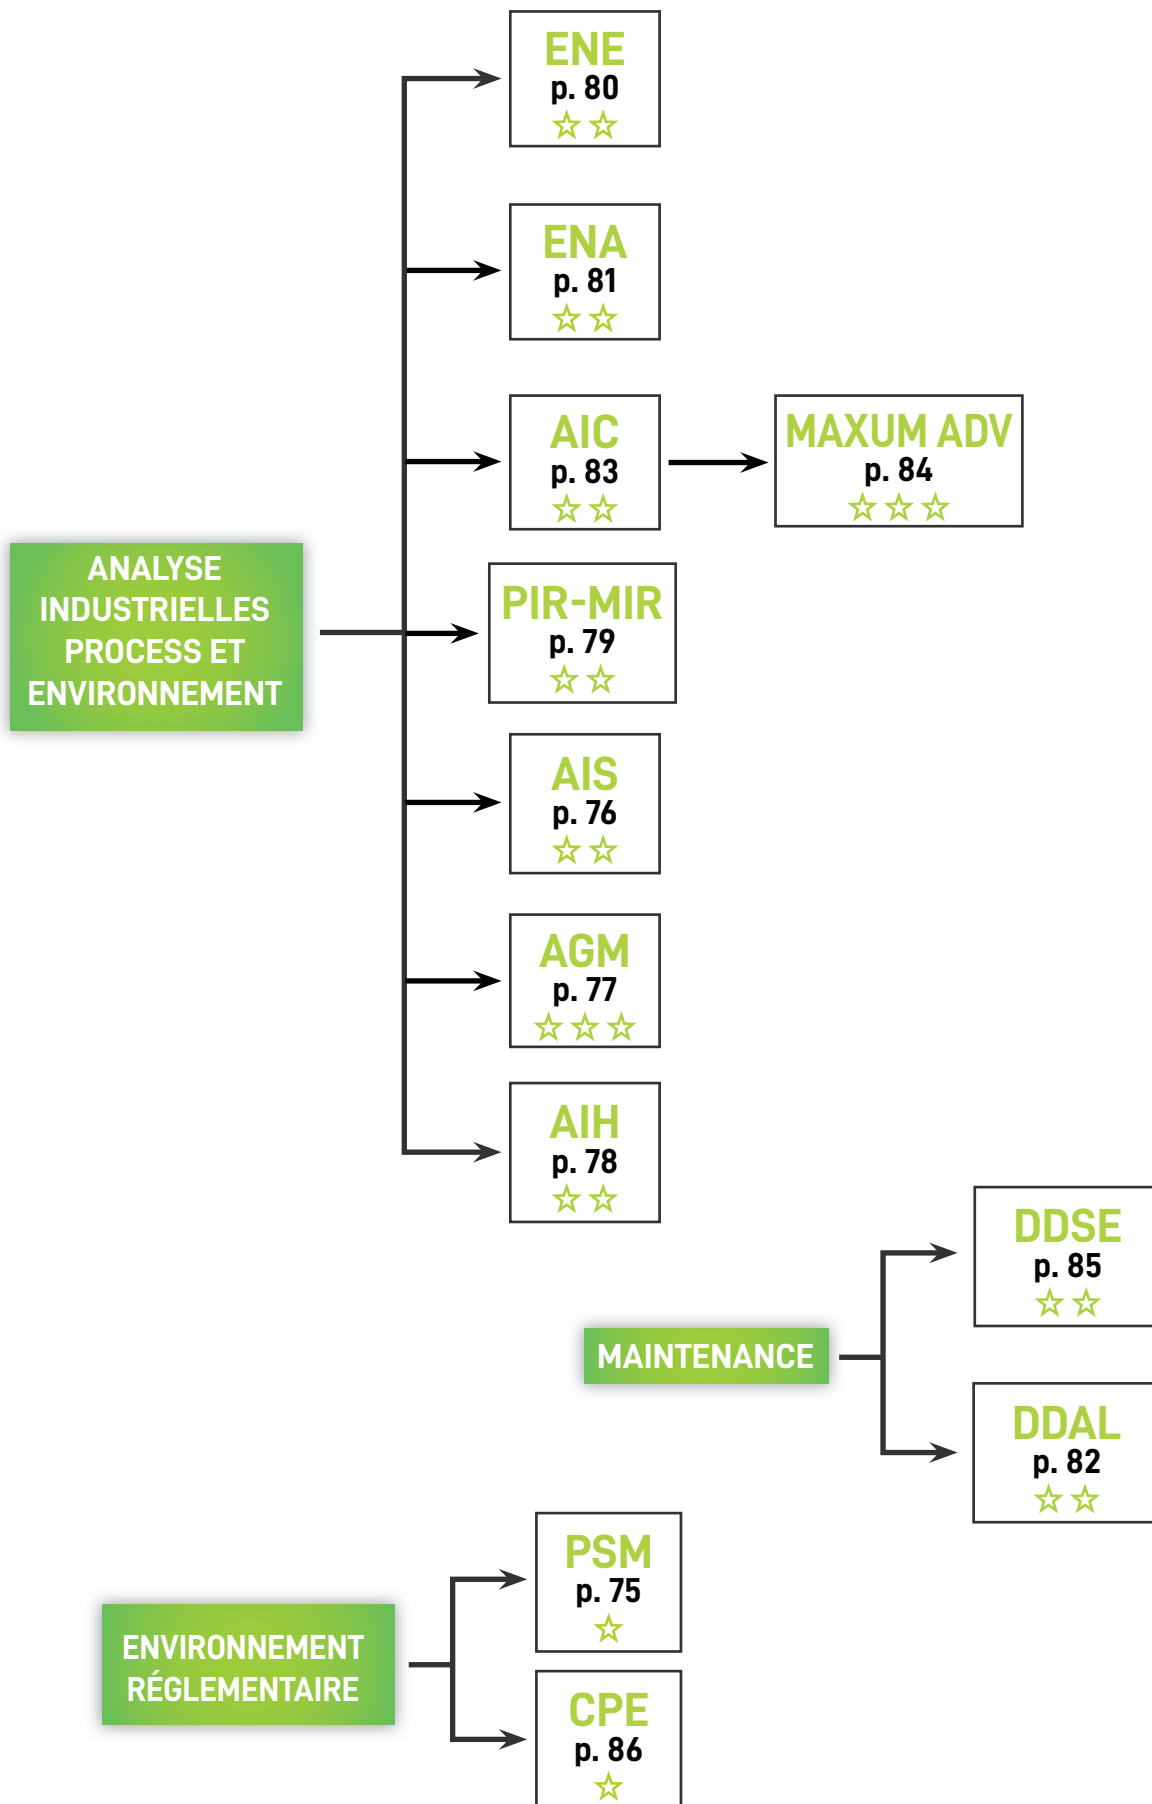 ENE
p. 80
ENA
p. 81
AIC
p. 83
MAXUM ADV
p. 84
ANALYSE
INDUSTRIELLES
PROCESS ET
ENVIRONNEMENT
PIR-MIR
p. 79
AIS
p. 76
AGM
p. 77
AIH
p. 78
MAINTENANCE
DDSE
p. 85
DDAL
p. 82
ENVIRONNEMENT
RÉGLEMENTAIRE
PSM
p. 75
CPE
p. 86